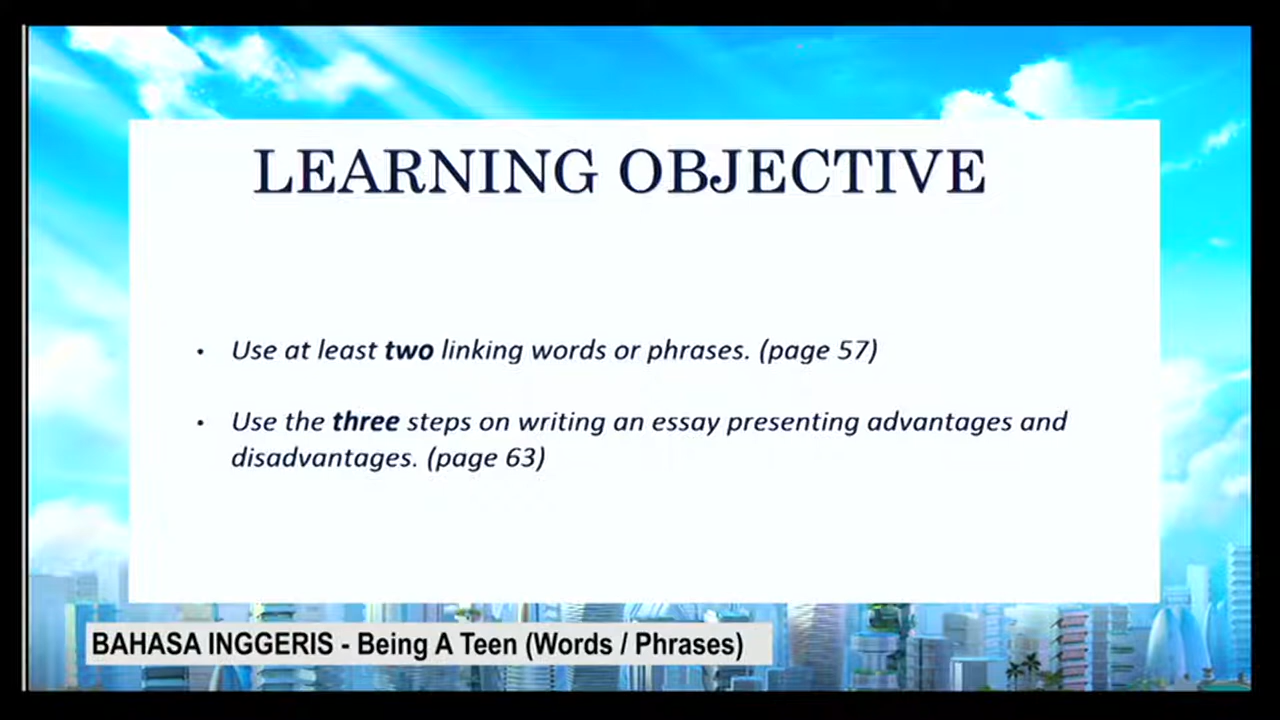 LEARNING OBJECTIVE
• Use at least two linking words or phrases. (page 57)
• Use the three steps on writing an essay presenting advantages and
disadvantages. (page 63)
BAHASA INGGERIS - Being A Teen (Words / Phrases)